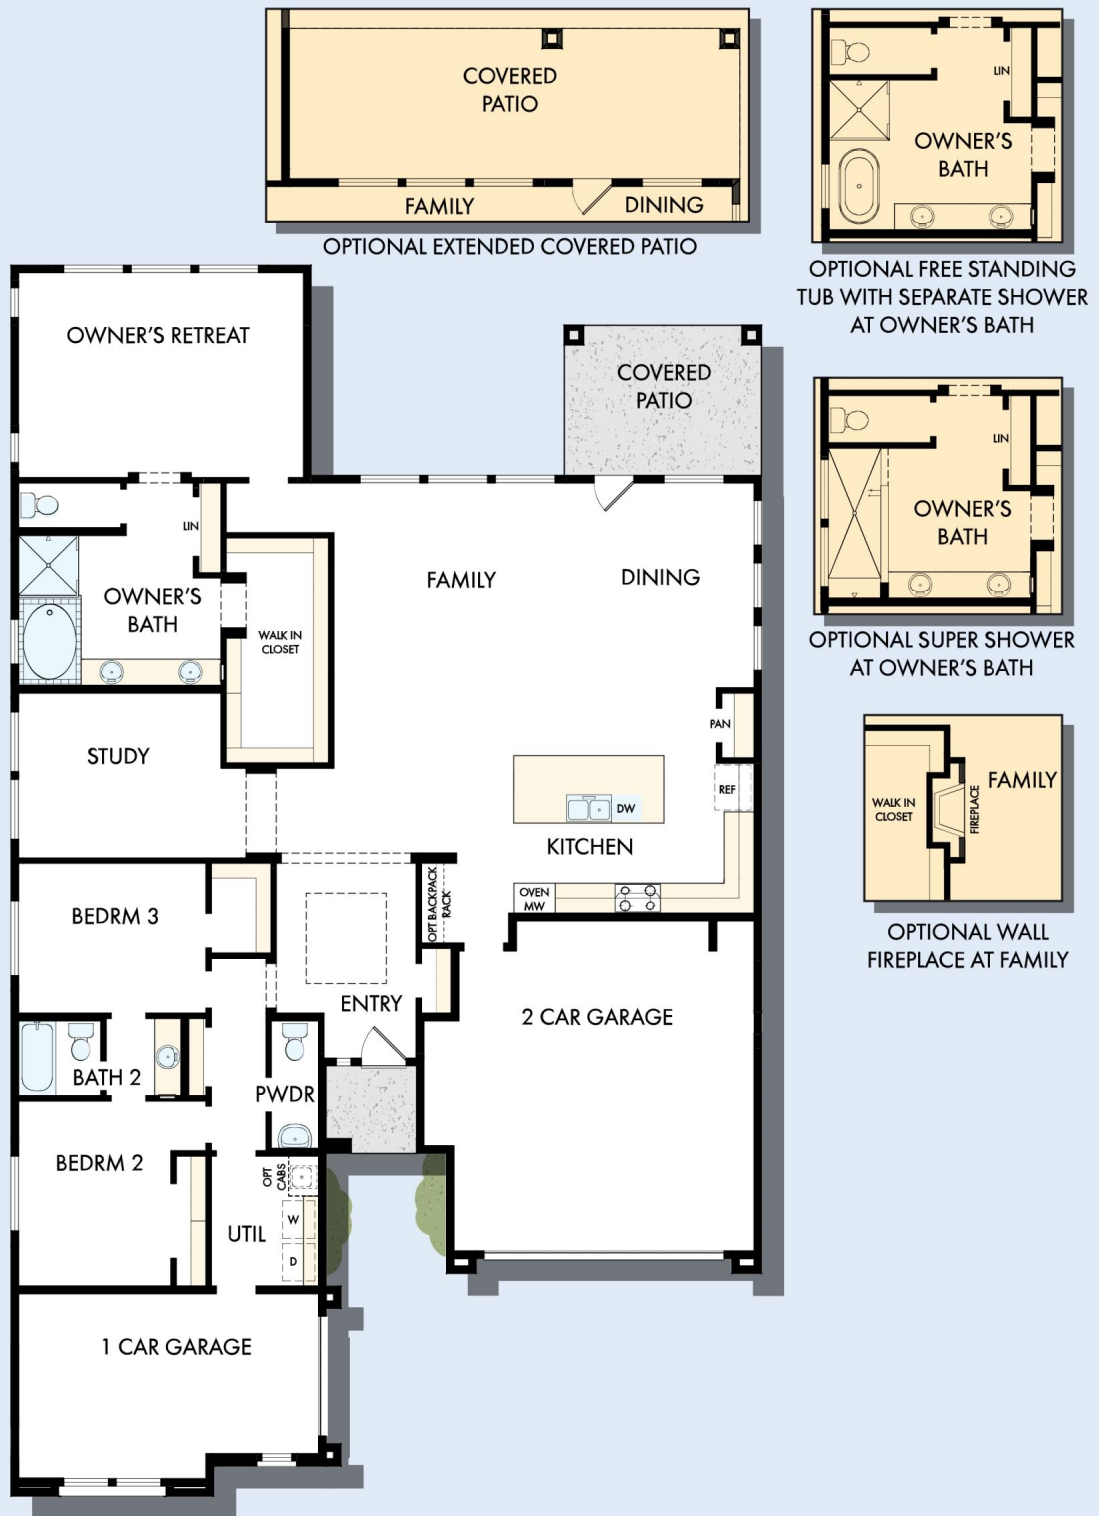 COVERED
PATIO
FAMILY
DINING
OPTIONAL EXTENDED COVERED PATIO
LIN
OWNER'S
BATH
OPTIONAL FREE STANDING
TUB WITH SEPARATE SHOWER
AT OWNER'S BATH
OWNER'S RETREAT
COVERED
PATIO
LIN
OWNER'S
BATH
OPTIONAL SUPER SHOWER
AT OWNER'S BATH
LIN
OWNER'S
BATH
WALK IN
CLOSET
FAMILY
DINING
STUDY
PAN
REF
DW
KITCHEN
OVEN
MW
WALK IN
CLOSET
FIREPLACE
FAMILY
OPTIONAL WALL
FIREPLACE AT FAMILY
BEDRM 3
OPT BACKPACK
RACK
ENTRY
2 CAR GARAGE
BATH 2
PWDR
BEDRM 2
OPT
CABS
W
UTIL
D
1 CAR GARAGE